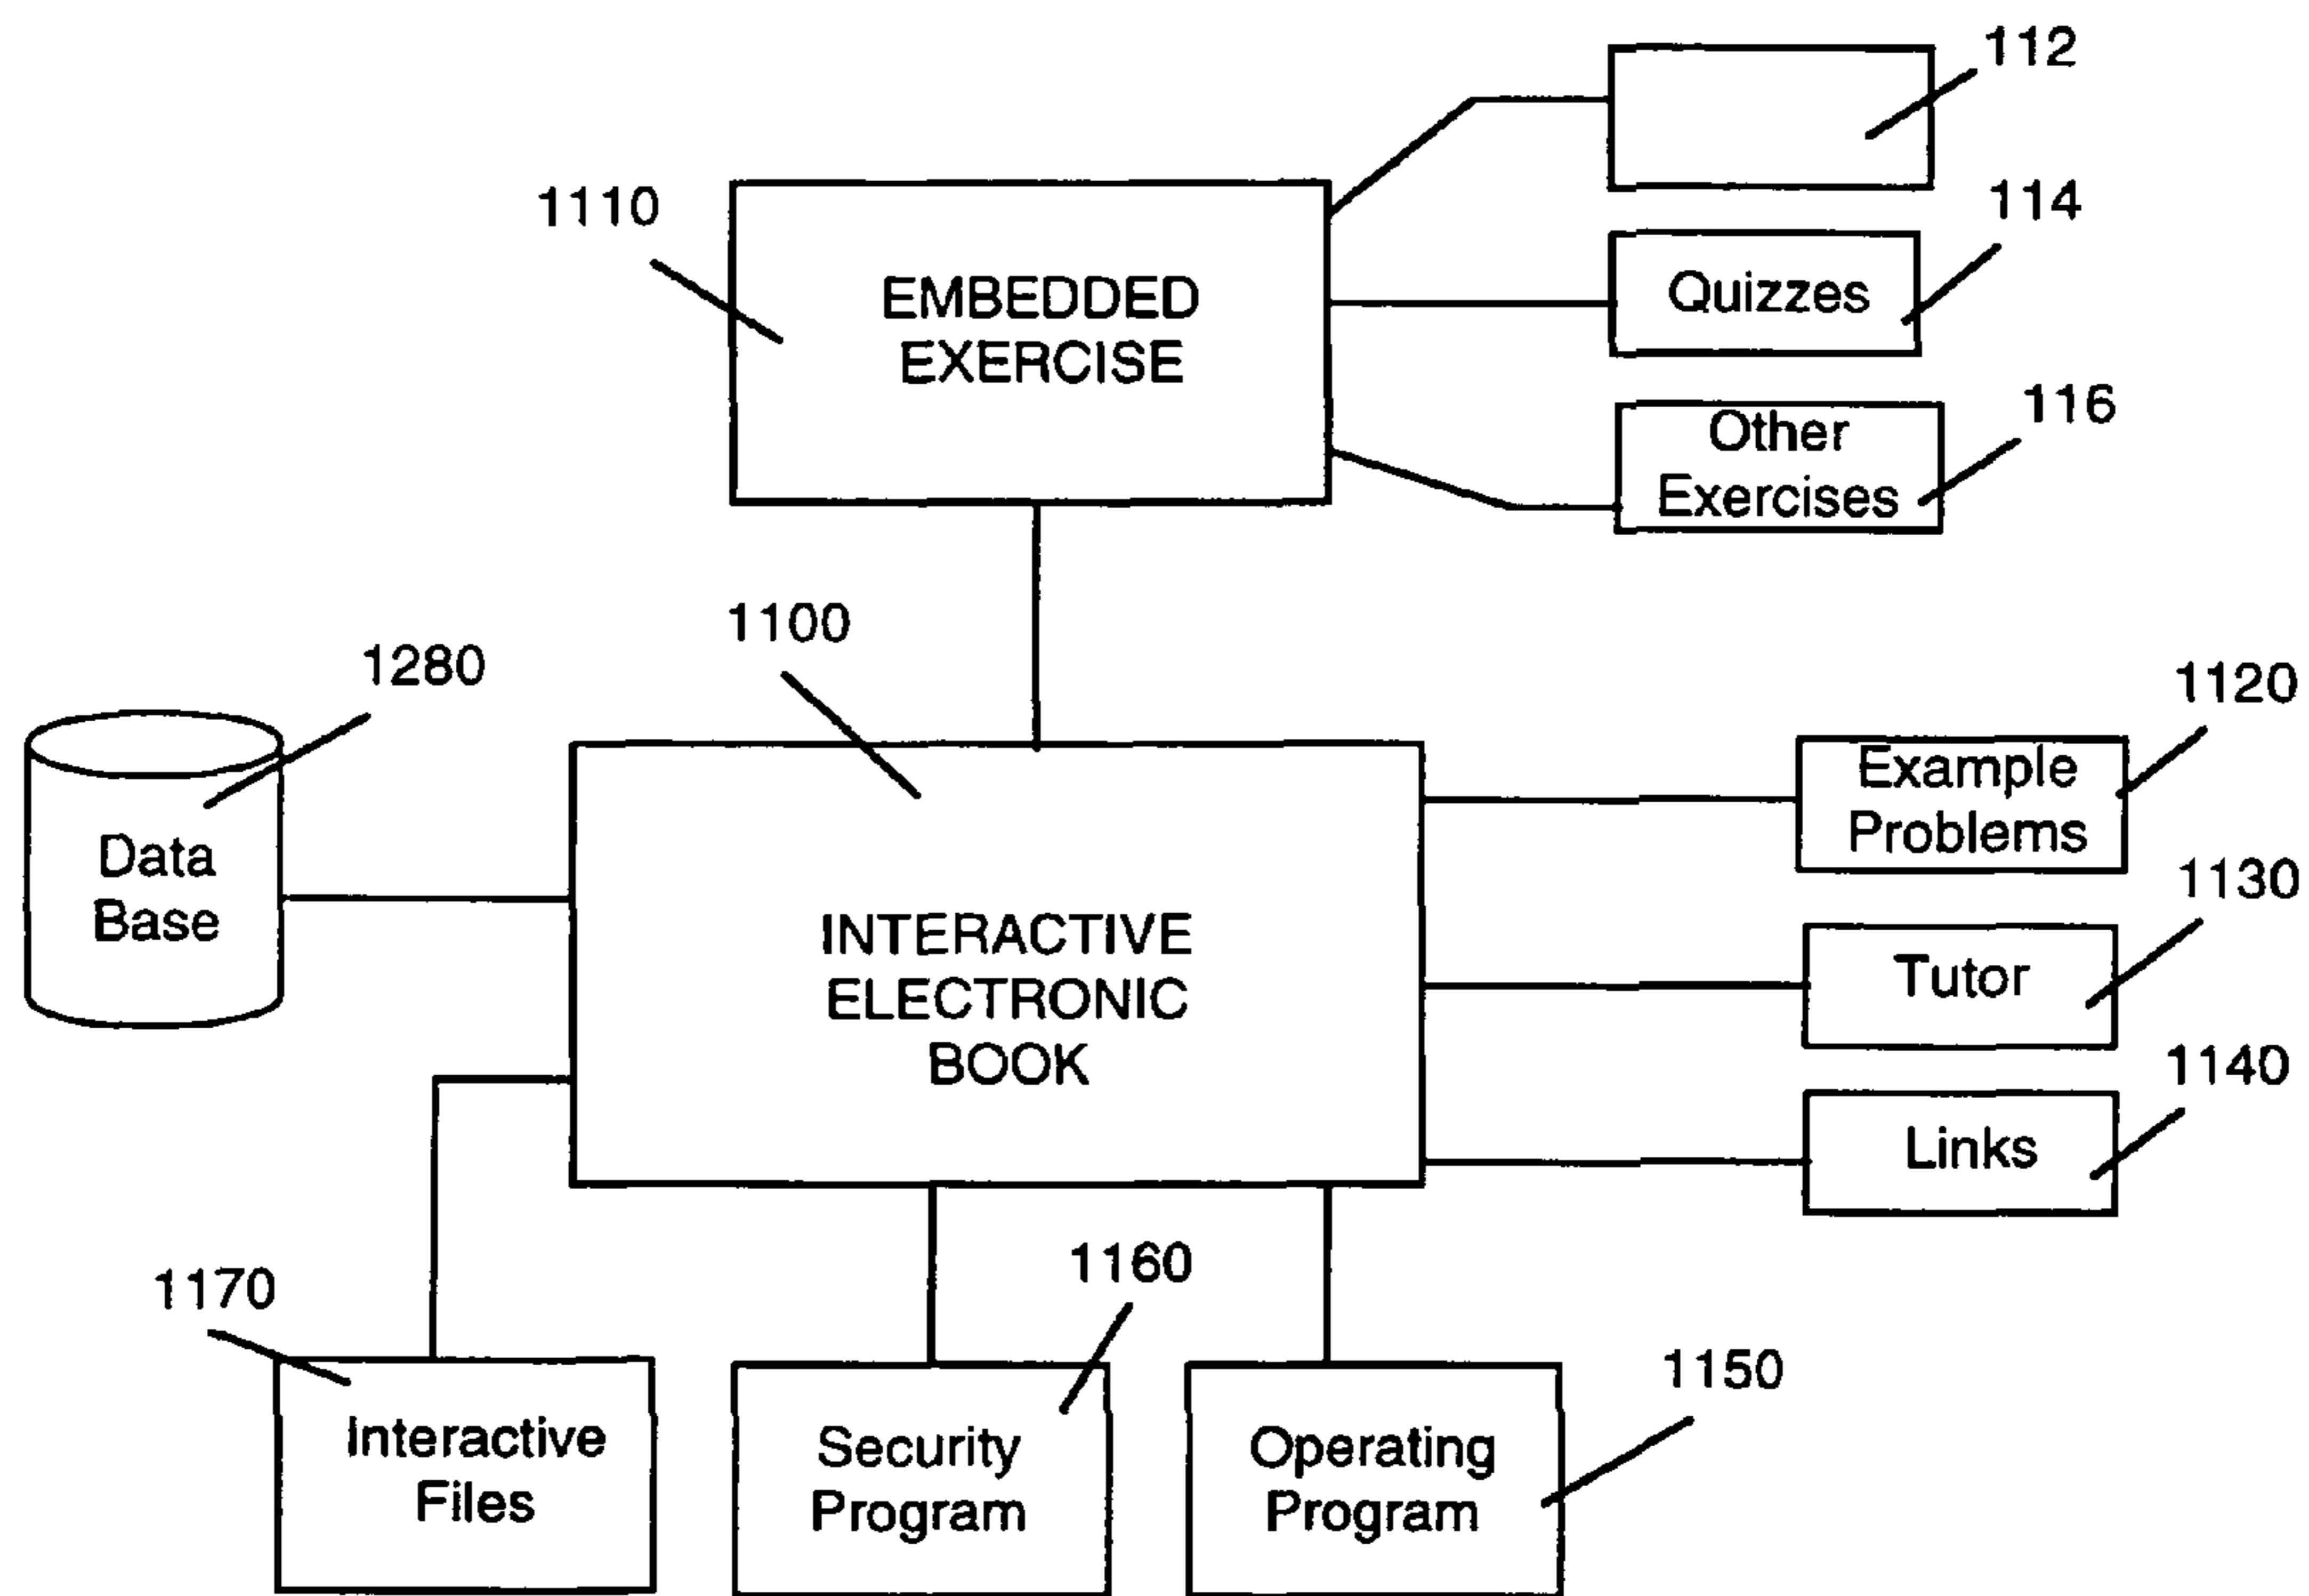 112
1110
114
EMBEDDED
EXERCISE
Quizzes
116
Other
Exercises
1100
1280
1120
Example
Problems
Data
Base
1130
INTERACTIVE
ELECTRONIC
BOOK
Tutor
1140
Links
1170
1160
1150
Interactive
Files
Security
Program
Operating
Program